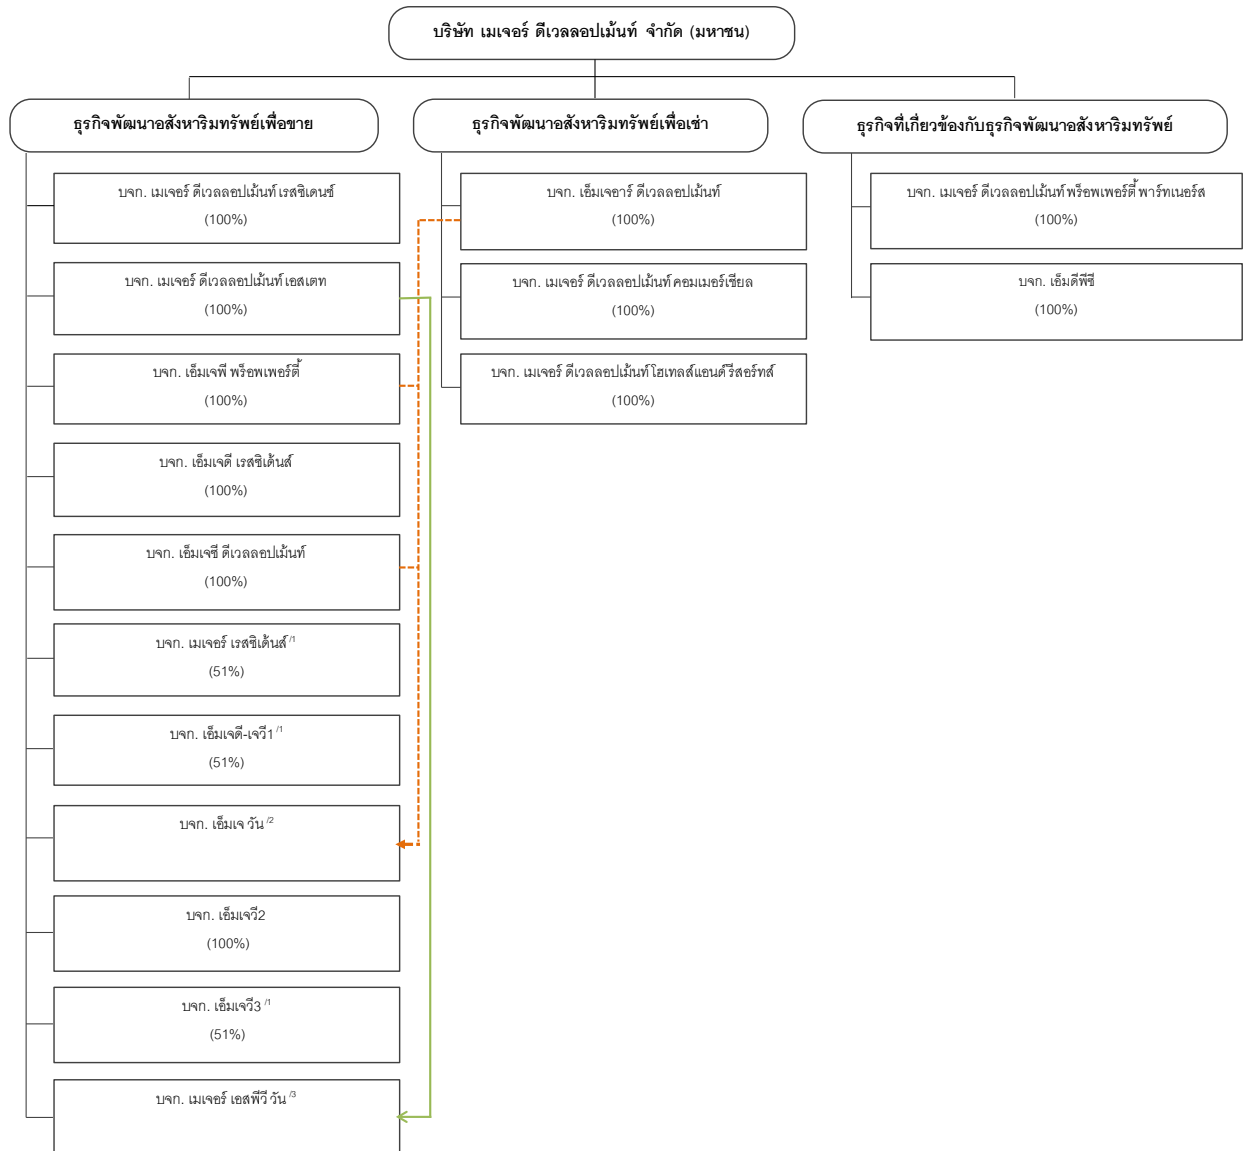 บริษัท เมเจอร์ ดีเวลลอปเม้นท์ จำกัด (มหาชน)
ธุรกิจพัฒนาอสังหาริมทรัพย์เพื่อขาย
บจก. เมเจอร์ ดีเวลลอปเม้นท์ เรสซิเดนซ์
(100%)
บจก. เมเจอร์ ดีเวลลอปเม้นท์ เอสเตท
(100%)
บจก. เอ็มเจพี พร็อพเพอร์ตี้
(100%)
บจก. เอ็มเจดี เรสซิเด้นส์
(100%)
บจก. เอ็มเจซี ดีเวลลอปเม้นท์
(100%)
บจก. เมเจอร์ เรสซิเด้นส์ /1
(51%)
บจก. เอ็มเจดี-เจวี1 /1
(51%)
บจก. เอ็มเจ วัน /2
บจก. เอ็มเจวี2
(100%)
บจก. เอ็มเจวี3 /1
(51%)
บจก. เมเจอร์ เอสพีวี วัน /3
ธุรกิจพัฒนาอสังหาริมทรัพย์เพื่อเช่า
บจก. เอ็มเจอาร์ ดีเวลลอปเม้นท์
(100%)
บจก. เมเจอร์ ดีเวลลอปเม้นท์ คอมเมอร์เชียล
(100%)
บจก. เมเจอร์ ดีเวลลอปเม้นท์ โฮเทลส์แอนด์ รีสอร์ทส์
(100%)
ธุรกิจที่เกี่ยวข้องกับธุรกิจพัฒนาอสังหาริมทรัพย์
บจก. เมเจอร์ ดีเวลลอปเม้นท์ พร็อพเพอร์ตี้ พาร์ทเนอร์ส
(100%)
บจก. เอ็มดีพีซี
(100%)